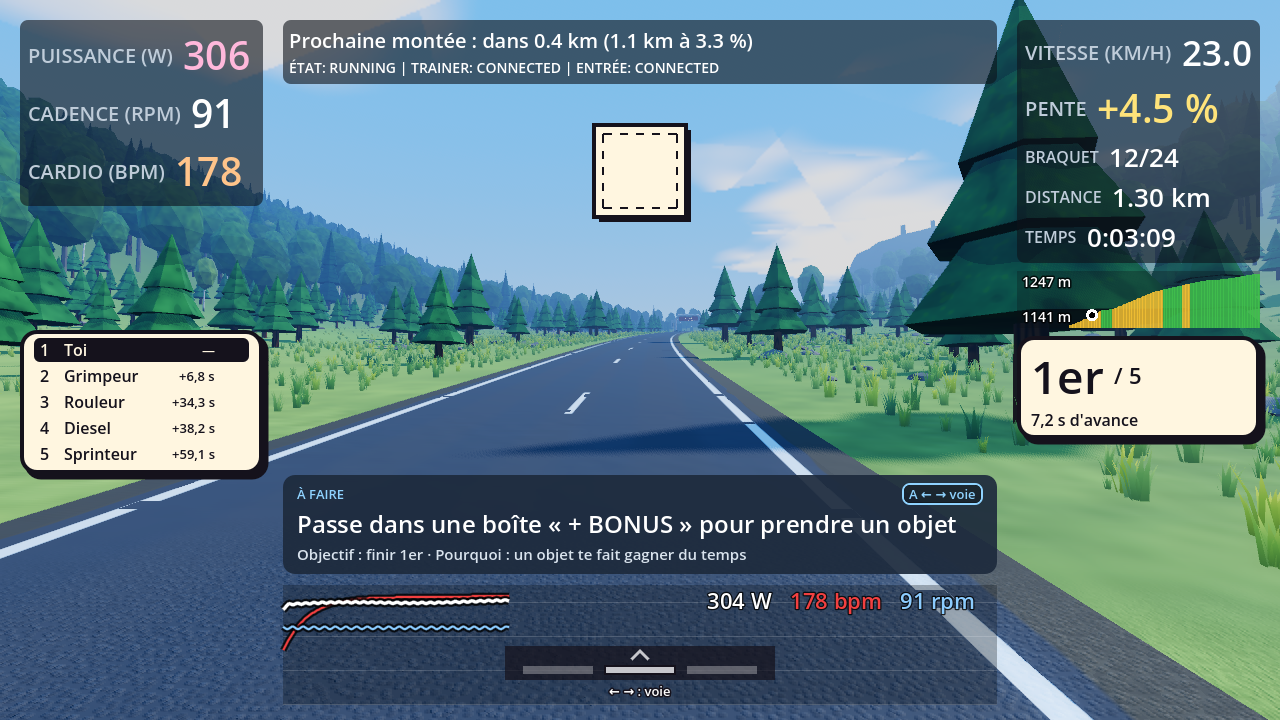 PUISSANCE (W) 306
CADENCE (RPM) 91
CARDIO (BPM) 178
Prochaine montée : dans 0.4 km (1.1 km à 3.3 %)
ÉTAT: RUNNING | TRAINER: CONNECTED | ENTRÉE: CONNECTED
VITESSE (KM/H) 23.0
PENTE +4.5 %
BRAQUET 12/24
DISTANCE 1.30 km
TEMPS 0:03:09
1247 m
1141 m
1 Toi —
2 Grimpeur +6,8 s
3 Rouleur +34,3 s
4 Diesel +38,2 s
5 Sprinteur +59,1 s
1er / 5
7,2 s d'avance
À FAIRE A ← → voie
Passe dans une boîte « + BONUS » pour prendre un objet
Objectif : finir 1er · Pourquoi : un objet te fait gagner du temps
304 W 178 bpm 91 rpm
← → : voie